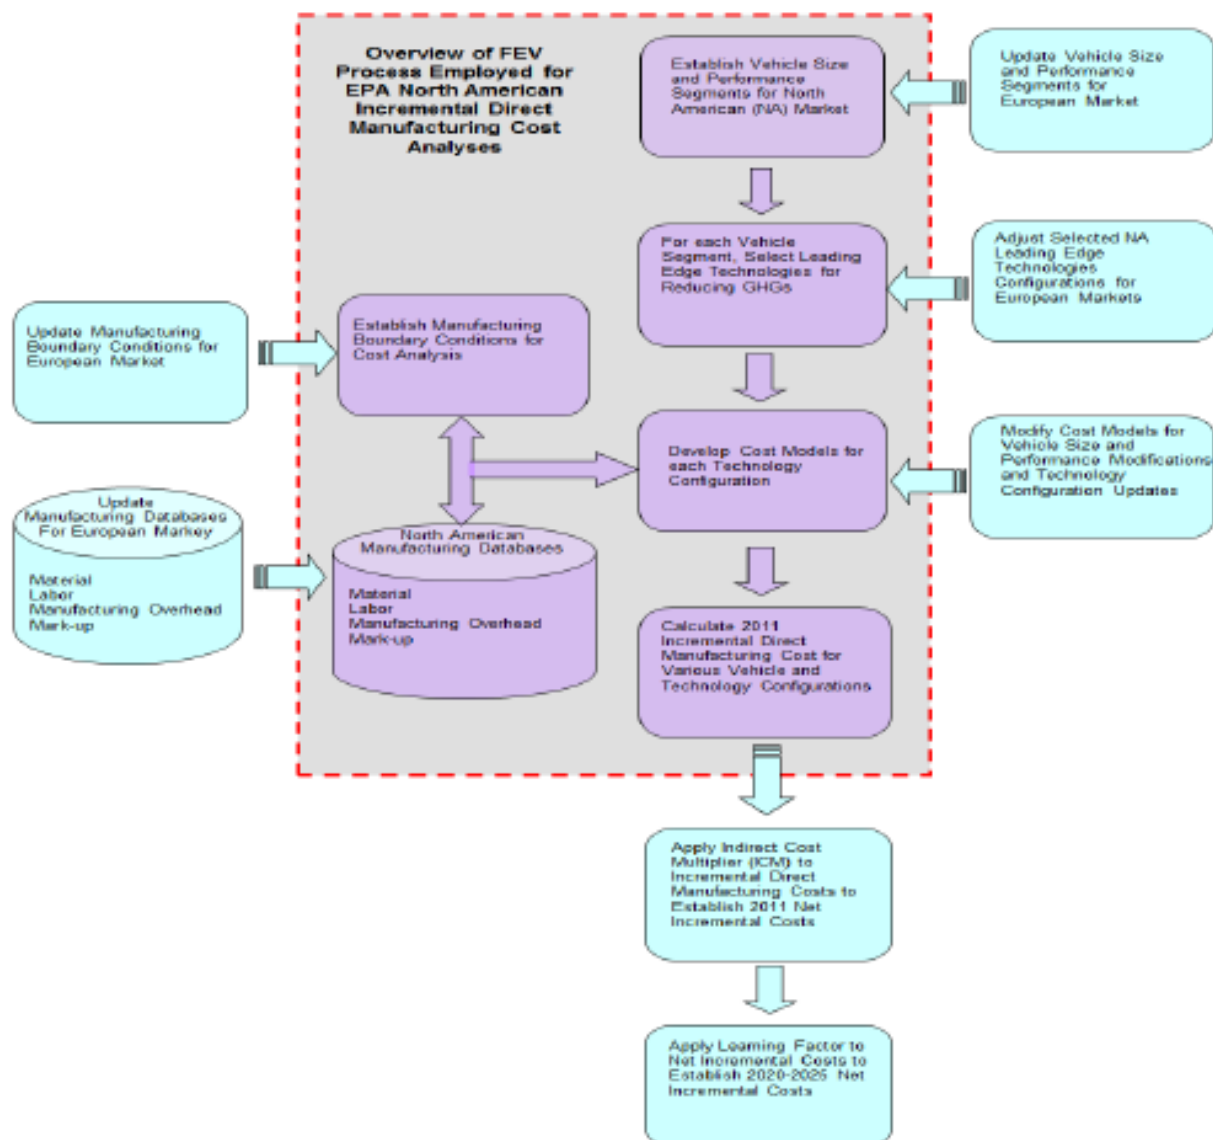 Overview of FEV
Process Employed for
EPA North American
Incremental Direct
Manufacturing Cost
Analyses
Establish Vehicle Size
and Performance
Segments for North
American (NA) Market
Update Vehicle Size
and Performance
Segments for
European Market
For each Vehicle
Segment, Select Leading
Edge Technologies for
Reducing GHGs
Adjust Selected NA
Leading Edge
Technologies
Configurations for
European Markets
Update Manufacturing
Boundary Conditions for
European Market
Establish Manufacturing
Boundary Conditions for
Cost Analysis
Develop Cost Models for
each Technology
Configuration
Modify Cost Models for
Vehicle Size and
Performance Modifications
and Technology
Configuration Updates
Update
Manufacturing Databases
For European Markey
Material
Labor
Manufacturing Overhead
Mark-up
North American
Manufacturing Databases
Material
Labor
Manufacturing Overhead
Mark-up
Calculate 2011
Incremental Direct
Manufacturing Cost for
Various Vehicle and
Technology Configurations
Apply Indirect Cost
Multiplier (ICM) to
Incremental Direct
Manufacturing Costs to
Establish 2011 Net
Incremental Costs
Apply Learning Factor to
Net Incremental Costs to
Establish 2020-2025 Net
Incremental Costs